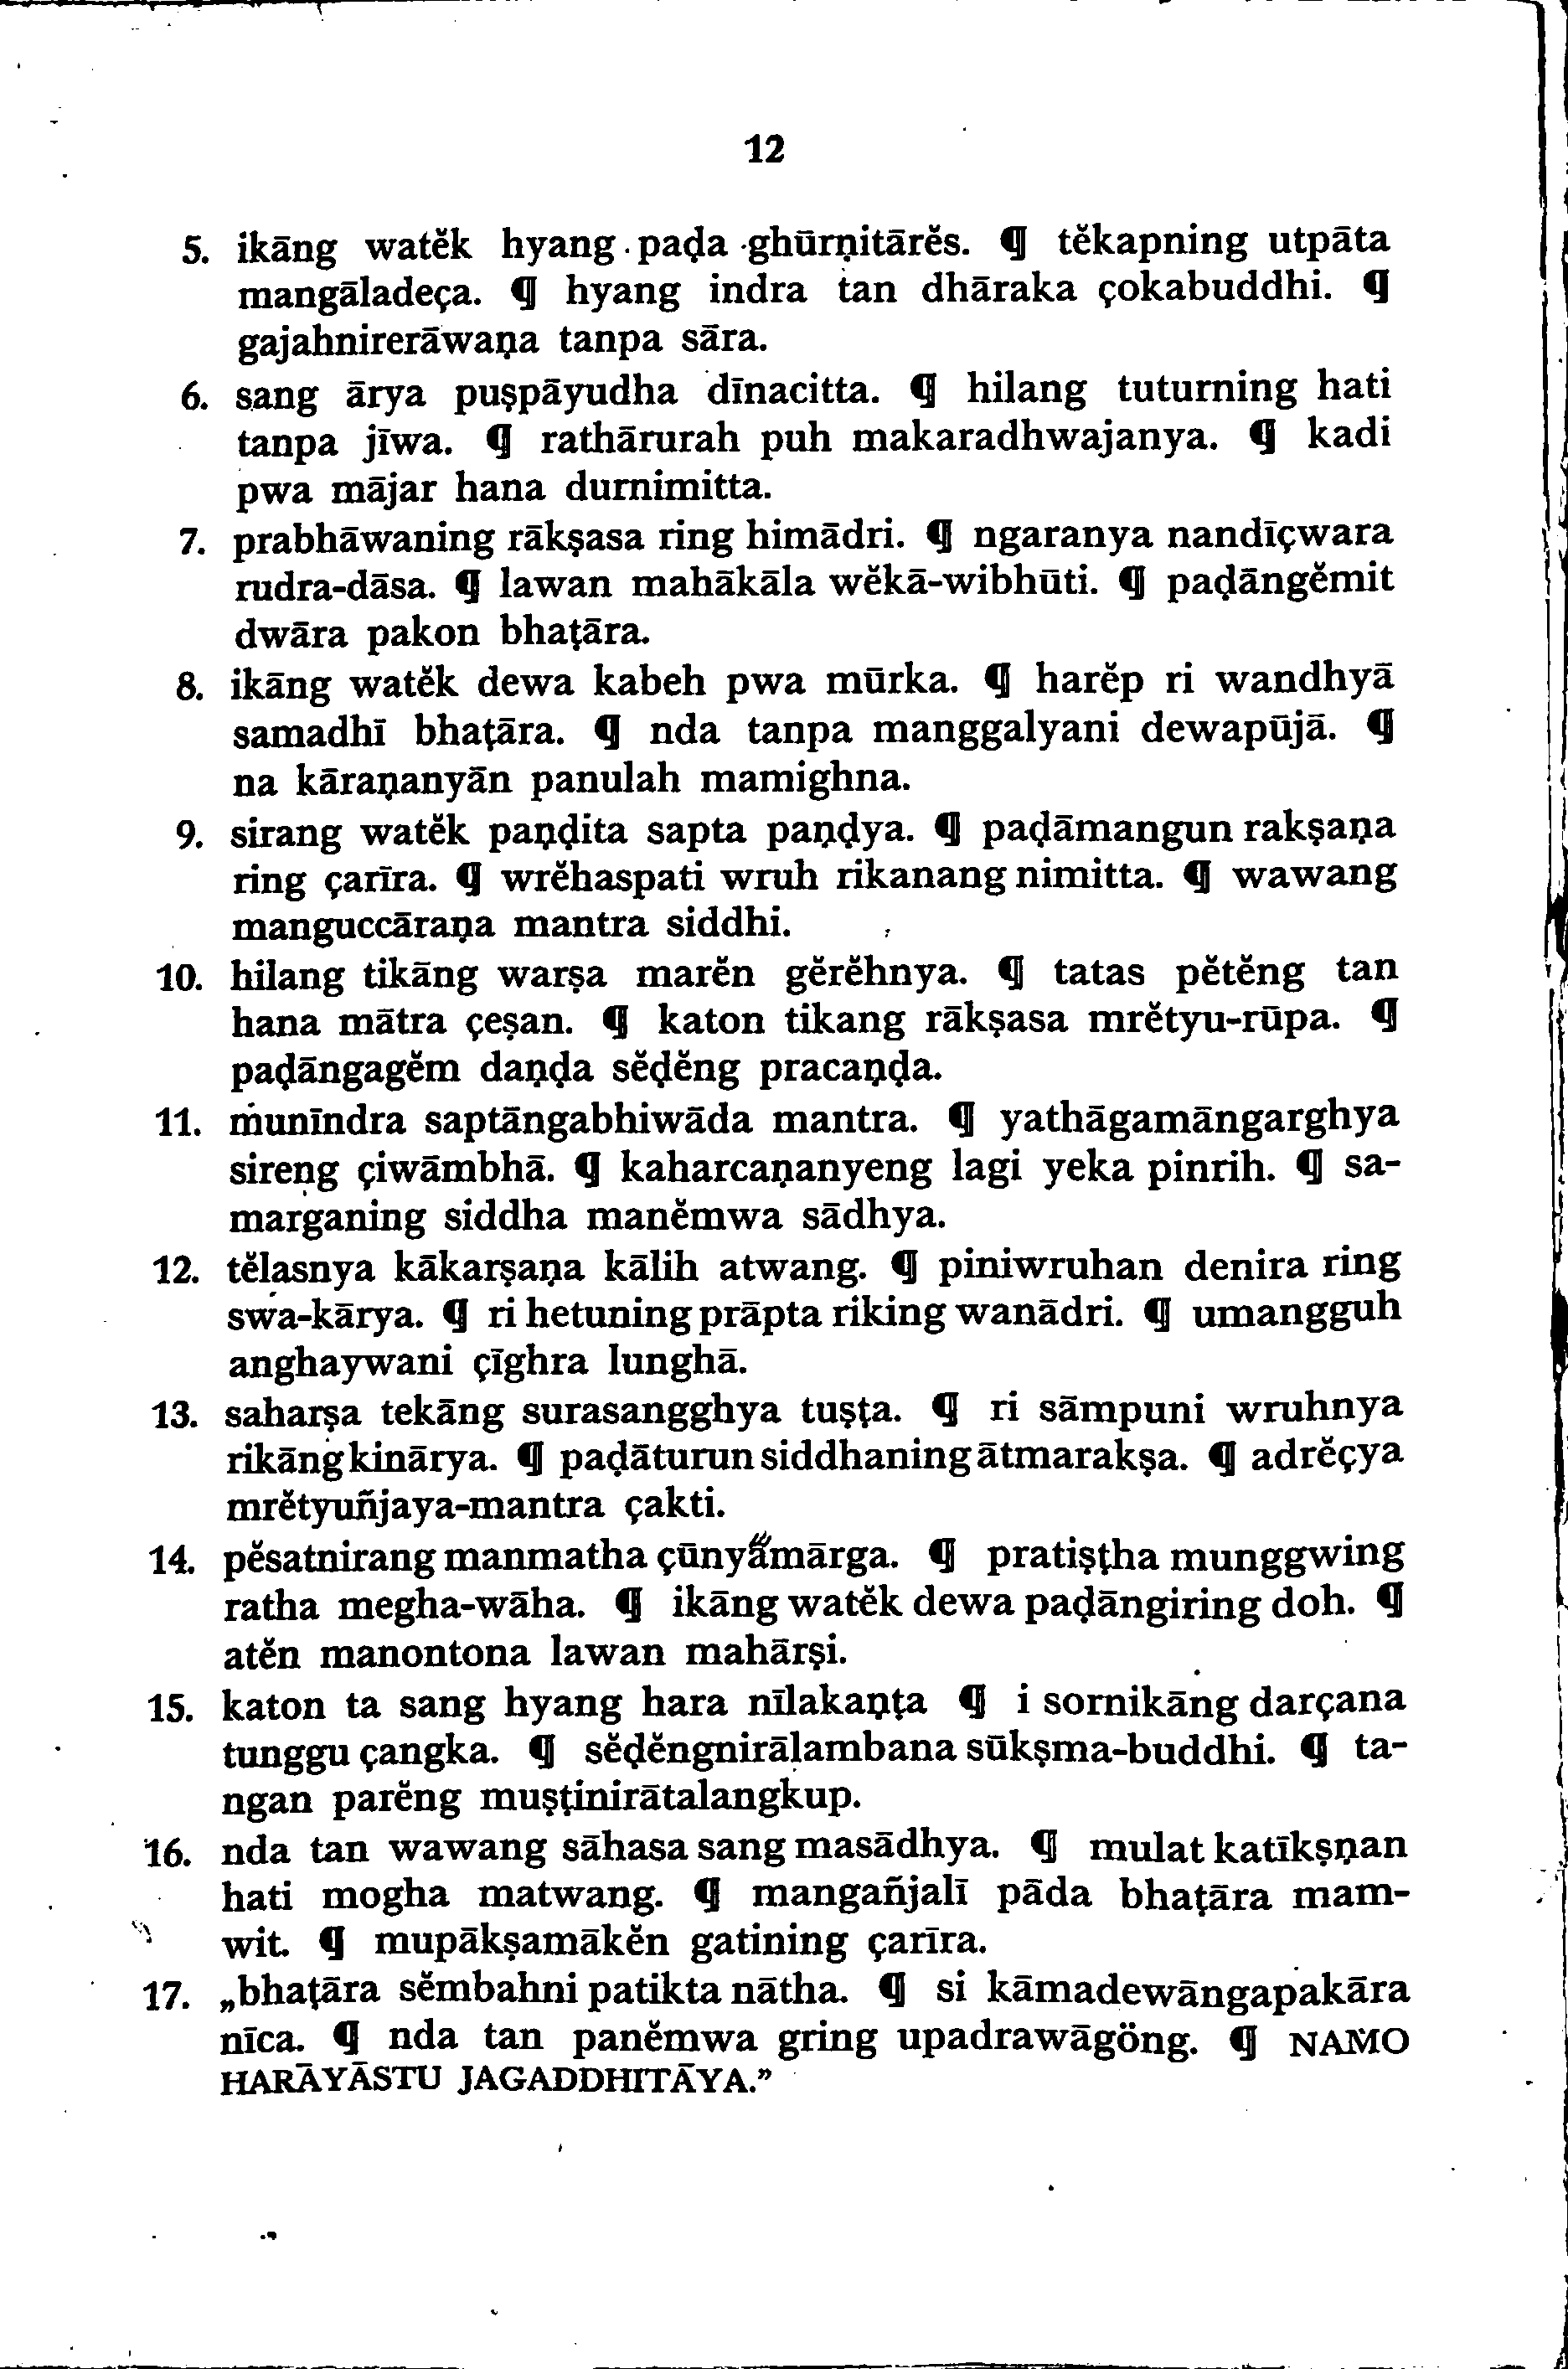 12
5. ikāng watĕk hyang paḍa ghūrṇitārĕs. ¶ tĕkapning utpāta
mangāladeça. ¶ hyang indra tan dhāraka çokabuddhi. ¶
gajahnirerāwaṇa tanpa sāra.
6. sang ārya puṣpāyudha dīnacitta. ¶ hilang tuturning hati
tanpa jīwa. ¶ rathārurah puh makaradhwajanya. ¶ kadi
pwa mājar hana durnimitta.
7. prabhāwaning rākṣasa ring himādri. ¶ ngaranya nandīçwara
rudra-dāsa. ¶ lawan mahākāla wĕkā-wibhūti. ¶ paḍāngĕmit
dwāra pakon bhaṭāra.
8. ikāng watĕk dewa kabeh pwa mūrka. ¶ harĕp ri wandhyā
samadhī bhaṭāra. ¶ nda tanpa manggalyani dewapūjā. ¶
na kāraṇanyān panulah mamighna.
9. sirang watĕk paṇḍita sapta paṇḍya. ¶ paḍāmangun rakṣaṇa
ring çarīra. ¶ wrĕhaspati wruh rikanang nimitta. ¶ wawang
manguccāraṇa mantra siddhi.
10. hilang tikāng warṣa marĕn gĕrĕhnya. ¶ tatas pĕtĕng tan
hana mātra çeṣan. ¶ katon tikang rākṣasa mrĕtyu-rūpa. ¶
paḍāngagĕm daṇḍa sĕḍĕng pracaṇḍa.
11. munīndra saptāngabhiwāda mantra. ¶ yathāgamāngarghya
sireng çiwāmbhā. ¶ kaharcaṇanyeng lagi yeka pinrih. ¶ sa-
marganing siddha manĕmwa sādhya.
12. tĕlasnya kākarṣaṇa kālih atwang. ¶ piniwruhan denira ring
swa-kārya. ¶ ri hetuning prāpta riking wanādri. ¶ umangguh
anghaywani çīghra lunghā.
13. saharṣa tekāng surasangghya tuṣṭa. ¶ ri sāmpuni wruhnya
rikāng kinārya. ¶ paḍāturun siddhaning ātmarakṣa. ¶ adrĕçya
mrĕtyuñjaya-mantra çakti.
14. pĕsatnirang manmatha çūnyāmārga. ¶ pratiṣṭha munggwing
ratha megha-wāha. ¶ ikāng watĕk dewa paḍāngiring doh. ¶
atĕn manontona lawan mahārṣi.
15. katon ta sang hyang hara nīlakaṇṭa ¶ i sornikāng darçana
tunggu çangka. ¶ sĕḍĕngnirāḷambana sūkṣma-buddhi. ¶ ta-
ngan parĕng muṣṭinirātalangkup.
16. nda tan wawang sāhasa sang masādhya. ¶ mulat katīkṣṇan
hati mogha matwang. ¶ mangañjalī pāda bhaṭāra mam-
wit. ¶ mupākṣamākĕn gatining çarīra.
17. „bhaṭāra sĕmbahni patikta nātha. ¶ si kāmadewāngapakāra
nīca. ¶ nda tan panĕmwa gring upadrawāgöng. ¶ NAMO
HARĀYĀSTU JAGADDHITĀYA.”